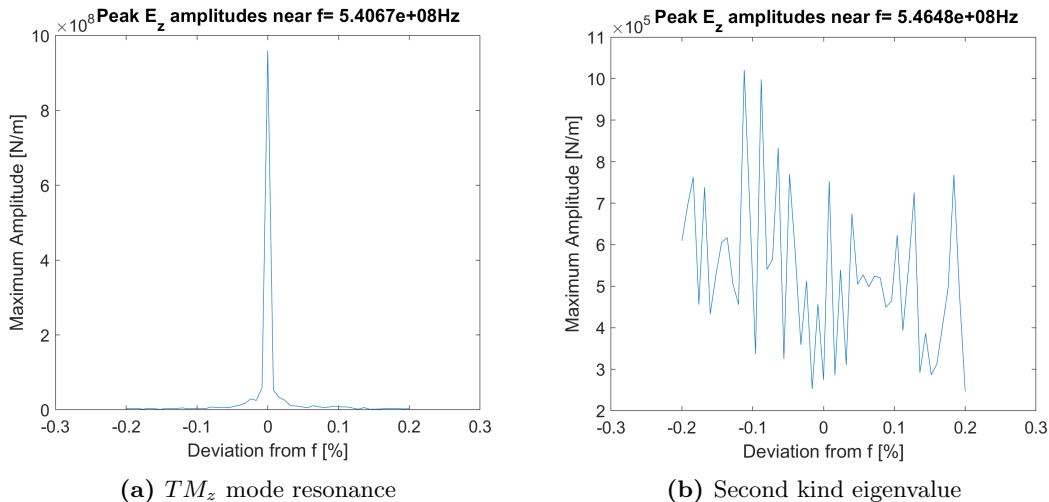 Peak E_z amplitudes near f= 5.4067e+08Hz
×10^8
Maximum Amplitude [N/m]
10
8
6
4
2
0
-0.3 -0.2 -0.1 0 0.1 0.2 0.3
Deviation from f [%]
(a) TM_z mode resonance
Peak E_z amplitudes near f= 5.4648e+08Hz
×10^5
Maximum Amplitude [N/m]
11
10
9
8
7
6
5
4
3
2
-0.3 -0.2 -0.1 0 0.1 0.2 0.3
Deviation from f [%]
(b) Second kind eigenvalue